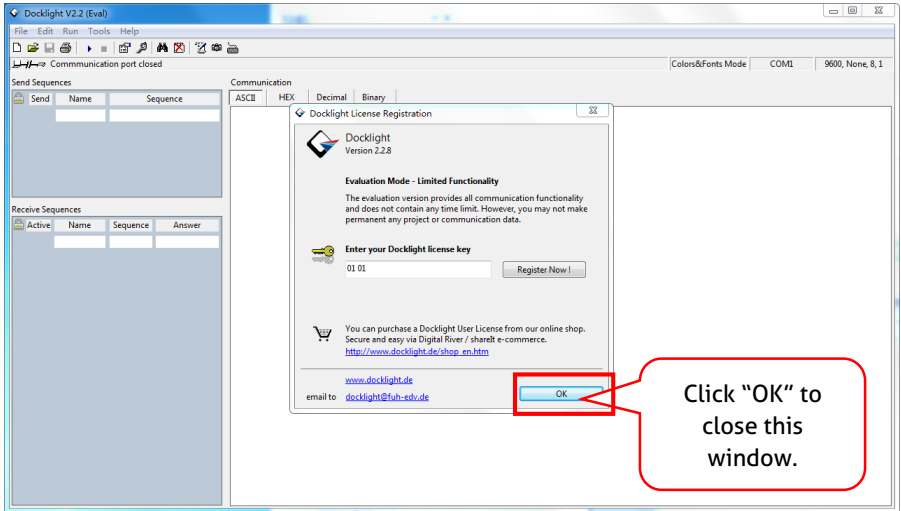 Docklight V2.2 (Eval)
File Edit Run Tools Help
Commmunication port closed
Colors&Fonts Mode COM1 9600, None, 8, 1
Send Sequences
Send Name Sequence
Receive Sequences
Active Name Sequence Answer
Communication
ASCII HEX Decimal Binary
Docklight License Registration
Docklight
Version 2.2.8
Evaluation Mode - Limited Functionality
The evaluation version provides all communication functionality
and does not contain any time limit. However, you may not make
permanent any project or communication data.
Enter your Docklight license key
01 01
Register Now !
You can purchase a Docklight User License from our online shop.
Secure and easy via Digital River / shareIt e-commerce.
http://www.docklight.de/shop_en.htm
www.docklight.de
email to docklight@fuh-edv.de
OK
Click “OK” to
close this
window.